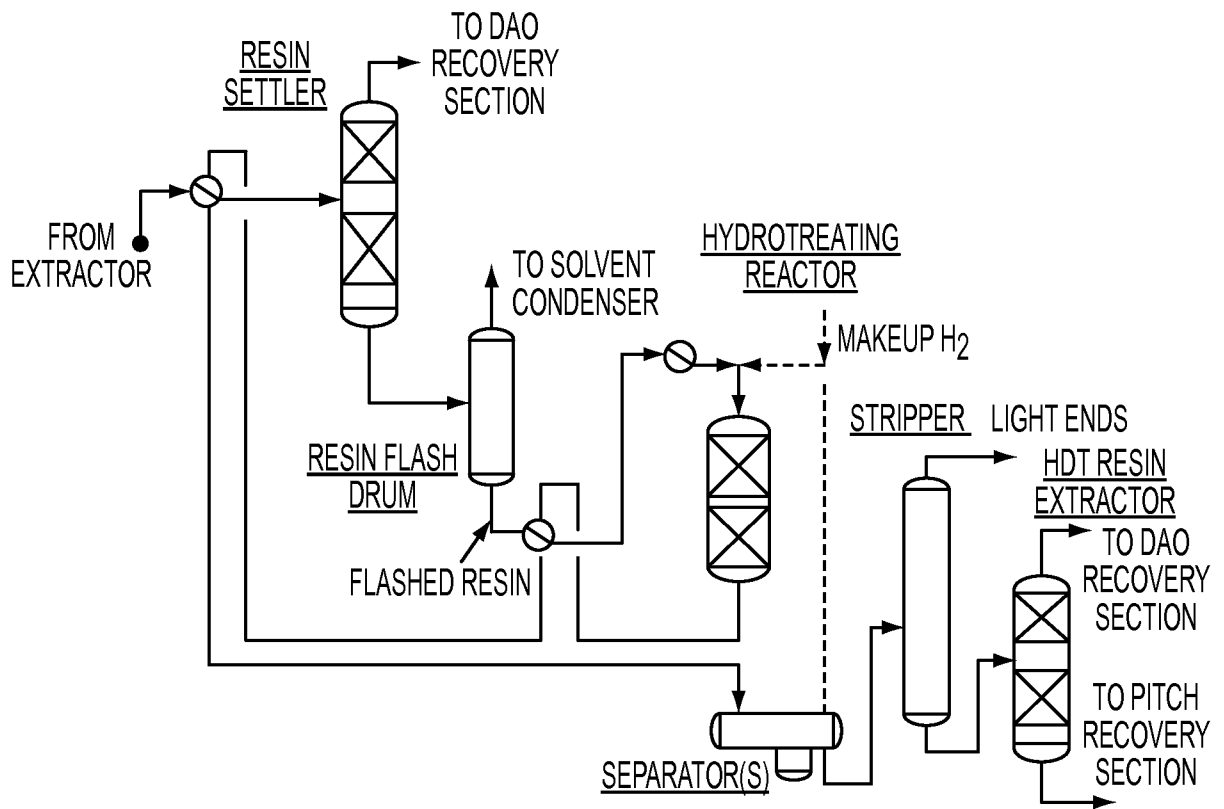 RESIN
SETTLER
TO DAO
RECOVERY
SECTION
FROM
EXTRACTOR
TO SOLVENT
CONDENSER
HYDROTREATING
REACTOR
MAKEUP H2
RESIN FLASH
DRUM
FLASHED RESIN
STRIPPER
LIGHT ENDS
HDT RESIN
EXTRACTOR
TO DAO
RECOVERY
SECTION
TO PITCH
RECOVERY
SECTION
SEPARATOR(S)